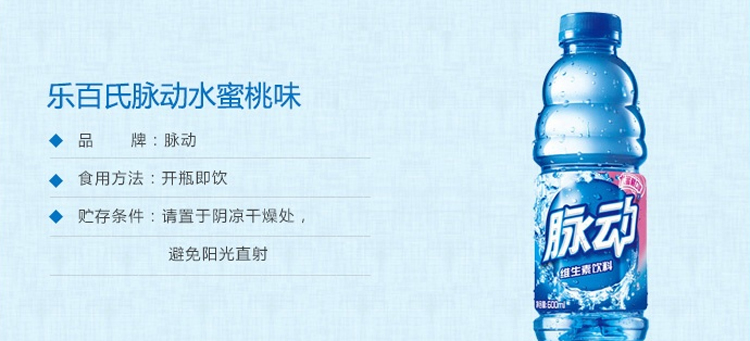 乐百氏脉动水蜜桃味
品 牌：脉动
食用方法：开瓶即饮
贮存条件：请置于阴凉干燥处，
避免阳光直射
脉动
维生素饮料
净含量：600ml